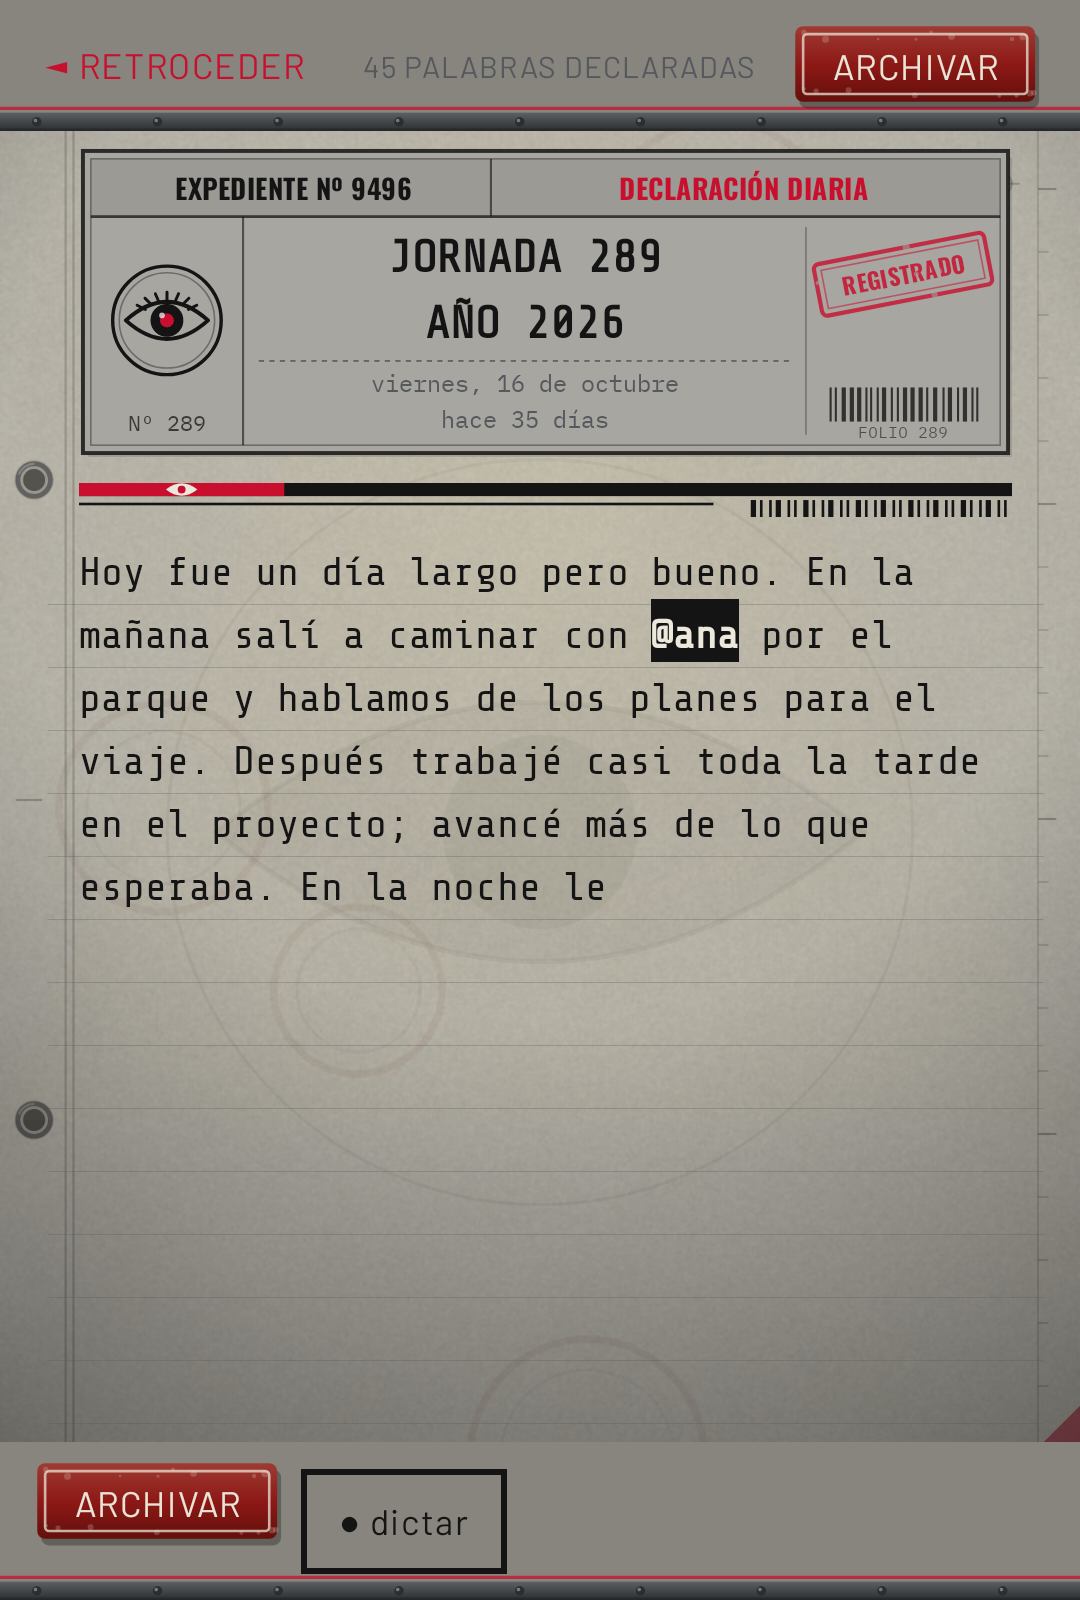 ◄ RETROCEDER
45 PALABRAS DECLARADAS
ARCHIVAR
EXPEDIENTE Nº 9496
DECLARACIÓN DIARIA
JORNADA 289
AÑO 2026
viernes, 16 de octubre
hace 35 días
Nº 289
REGISTRADO
FOLIO 289
Hoy fue un día largo pero bueno. En la
mañana salí a caminar con @ana por el
parque y hablamos de los planes para el
viaje. Después trabajé casi toda la tarde
en el proyecto; avancé más de lo que
esperaba. En la noche le
ARCHIVAR
● dictar